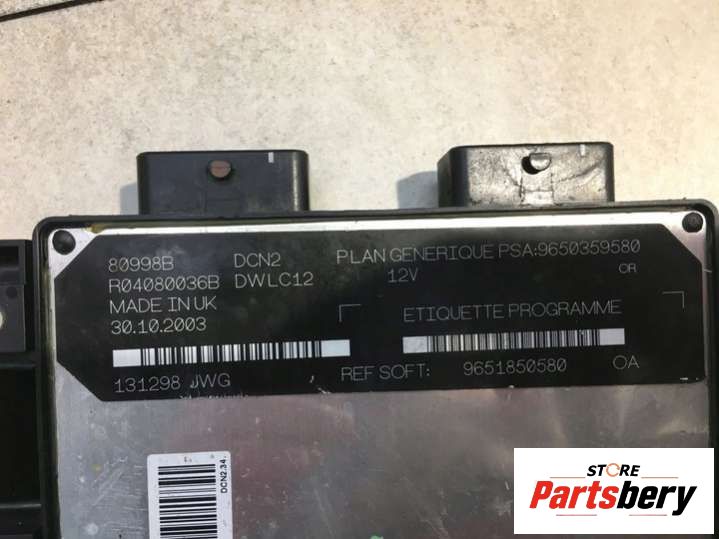 80998B DCN2 PLAN GENERIQUE PSA:9650359580
R04080036B DWLC12 12V OR
MADE IN UK
30.10.2003 ETIQUETTE PROGRAMME
131298 JWG REF SOFT: 9651850580 OA
DCN2.34.
STORE
Partsbery